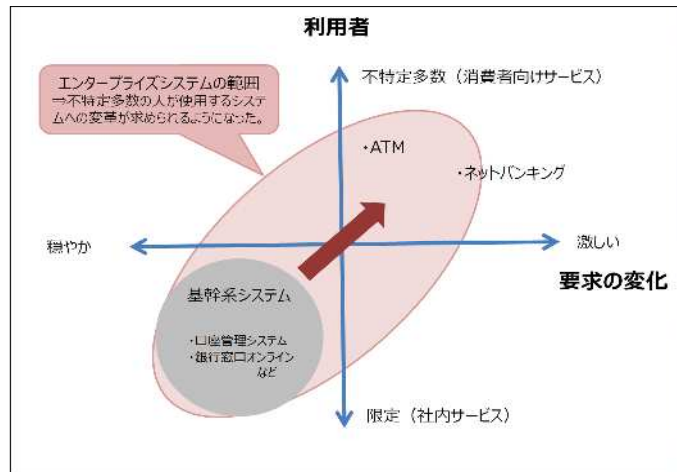 利用者
エンタープライズシステムの範囲
⇒不特定多数の人が使用するシステ
ムへの変革が求められるようになった。
不特定多数（消費者向けサービス）
・ATM
・ネットバンキング
穏やか
激しい
要求の変化
基幹系システム
・口座管理システム
・銀行窓口オンライン
など
限定（社内サービス）